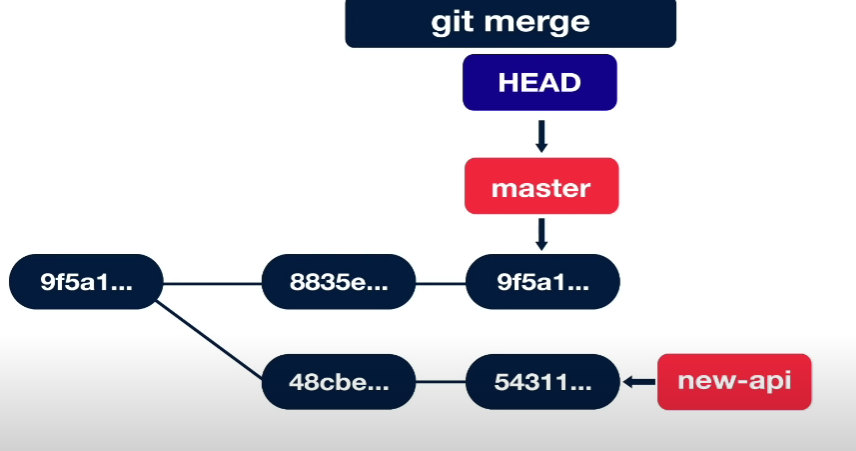 git merge
HEAD
master
9f5a1...
8835e...
9f5a1...
48cbe...
54311...
new-api